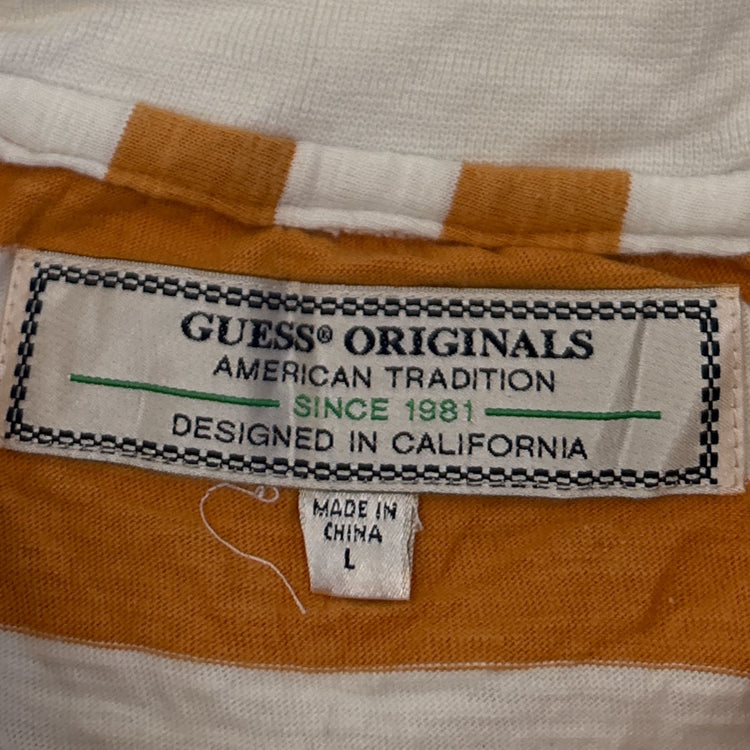 GUESS® ORIGINALS
AMERICAN TRADITION
SINCE 1981
DESIGNED IN CALIFORNIA
MADE IN
CHINA
L